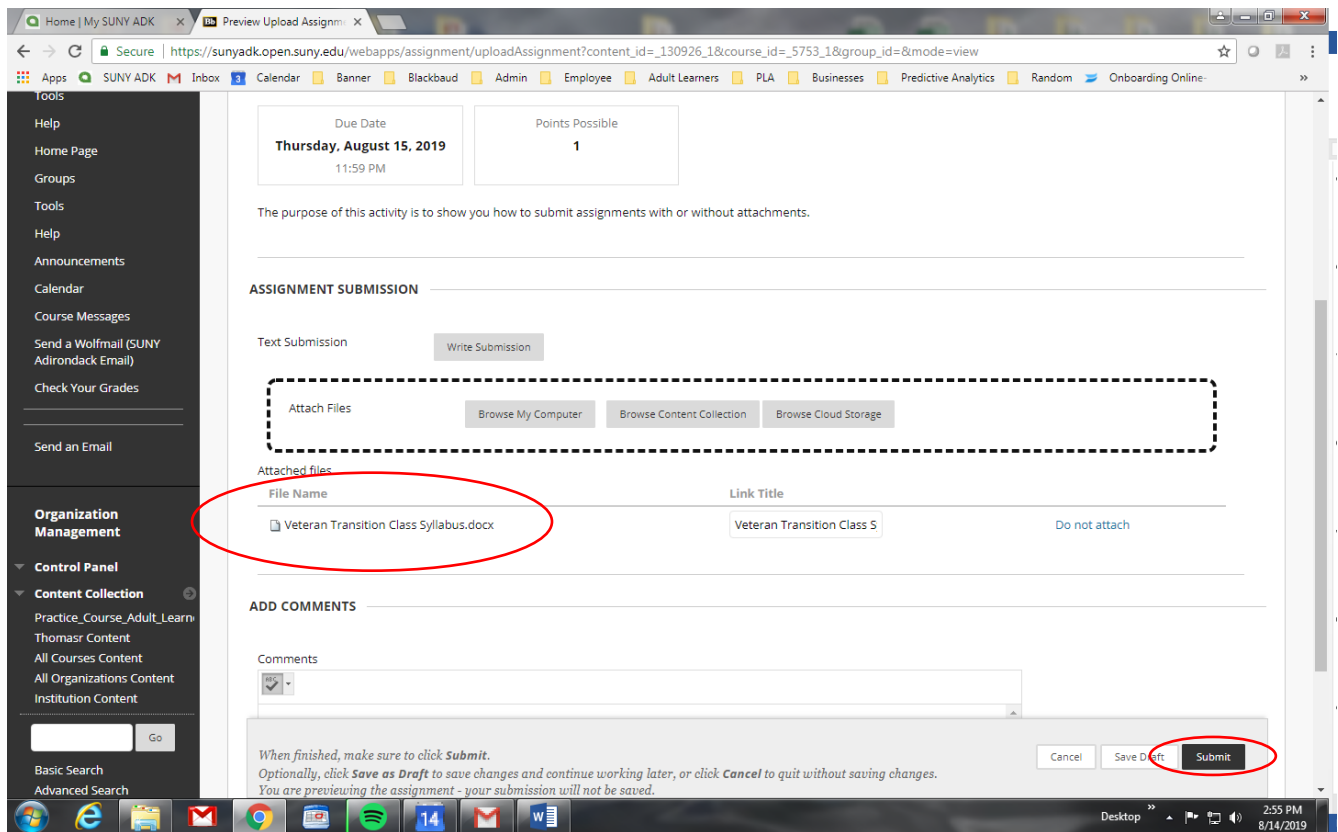 Home | My SUNY ADK
Bb Preview Upload Assignm
Secure | https://sunyadk.open.suny.edu/webapps/assignment/uploadAssignment?content_id=_130926_1&course_id=_5753_1&group_id=&mode=view
Apps SUNY ADK Inbox 3 Calendar Banner Blackbaud Admin Employee Adult Learners PLA Businesses Predictive Analytics Random Onboarding Online- »
Tools
Help
Home Page
Groups
Tools
Help
Announcements
Calendar
Course Messages
Send a Wolfmail (SUNY
Adirondack Email)
Check Your Grades
Send an Email
Organization
Management
Control Panel
Content Collection
Practice_Course_Adult_Learn
Thomasr Content
All Courses Content
All Organizations Content
Institution Content
Go
Basic Search
Advanced Search
Due Date
Thursday, August 15, 2019
11:59 PM
Points Possible
1
The purpose of this activity is to show you how to submit assignments with or without attachments.
ASSIGNMENT SUBMISSION
Text Submission
Write Submission
Attach Files
Browse My Computer
Browse Content Collection
Browse Cloud Storage
Attached files
File Name
Link Title
Veteran Transition Class Syllabus.docx
Veteran Transition Class S
Do not attach
ADD COMMENTS
Comments
ABC
When finished, make sure to click Submit.
Optionally, click Save as Draft to save changes and continue working later, or click Cancel to quit without saving changes.
You are previewing the assignment - your submission will not be saved.
Cancel
Save Draft
Submit
14
W
Desktop »
2:55 PM
8/14/2019